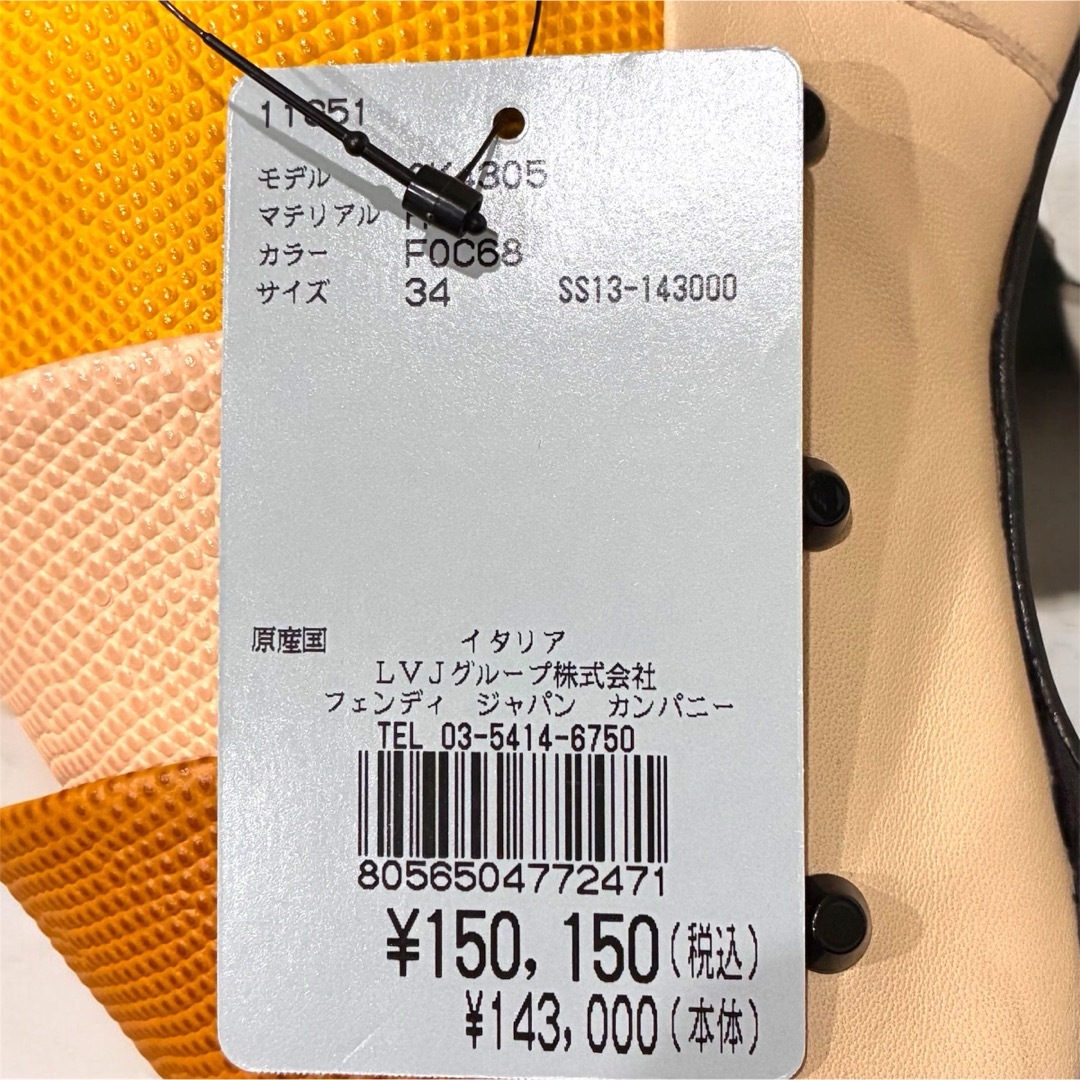 11C51
モデル
マテリアル
カラー F0C68
サイズ 34 SS13-143000
原産国 イタリア
LVJグループ株式会社
フェンディ ジャパン カンパニー
TEL 03-5414-6750
8056504772471
¥150,150(税込)
¥143,000(本体)